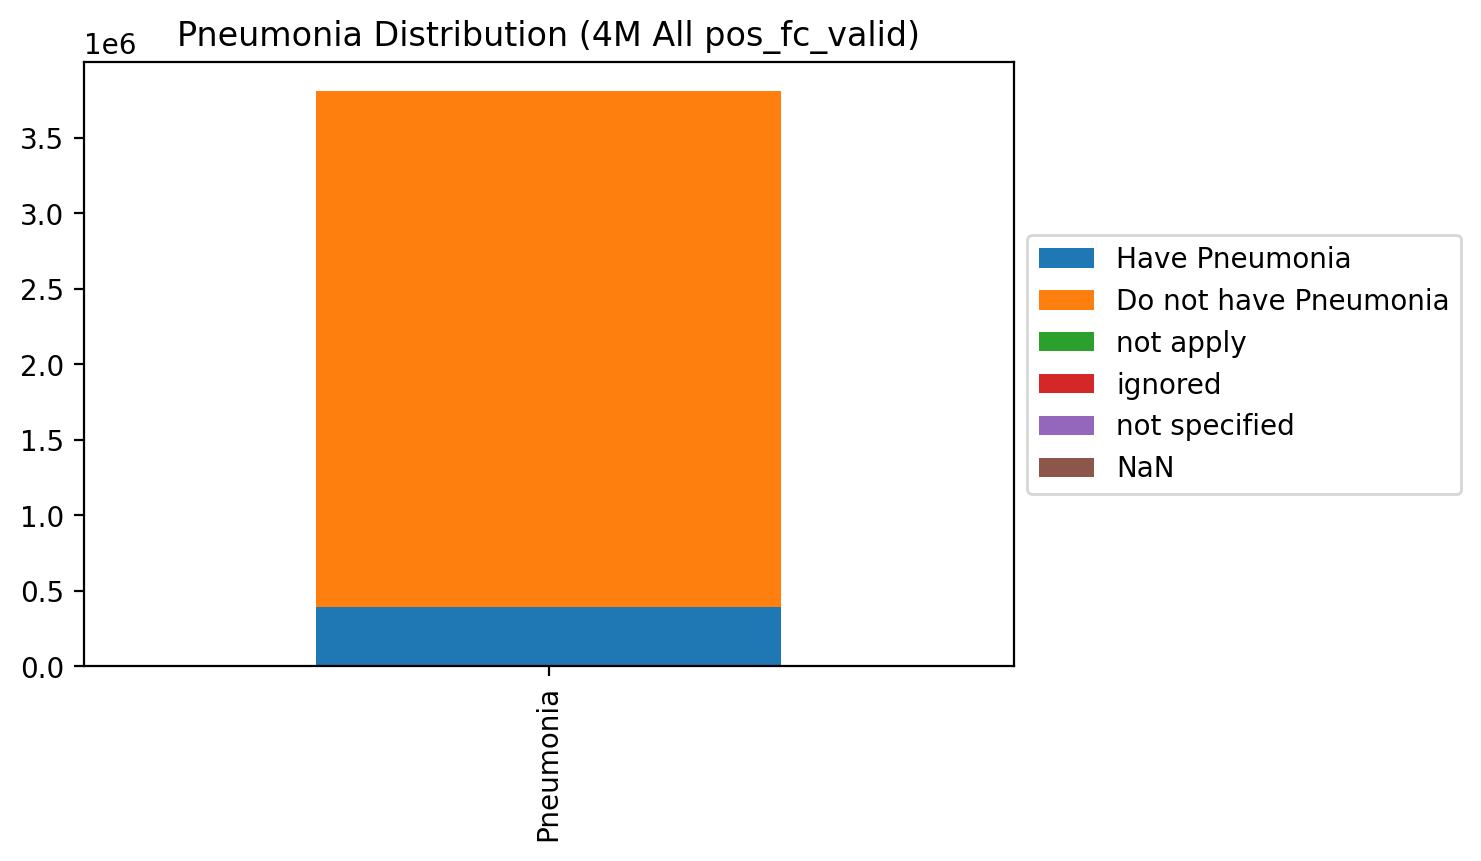 Pneumonia Distribution (4M All pos_fc_valid)
1e6
3.5
3.0
2.5
2.0
1.5
1.0
0.5
0.0
Pneumonia
Have Pneumonia
Do not have Pneumonia
not apply
ignored
not specified
NaN